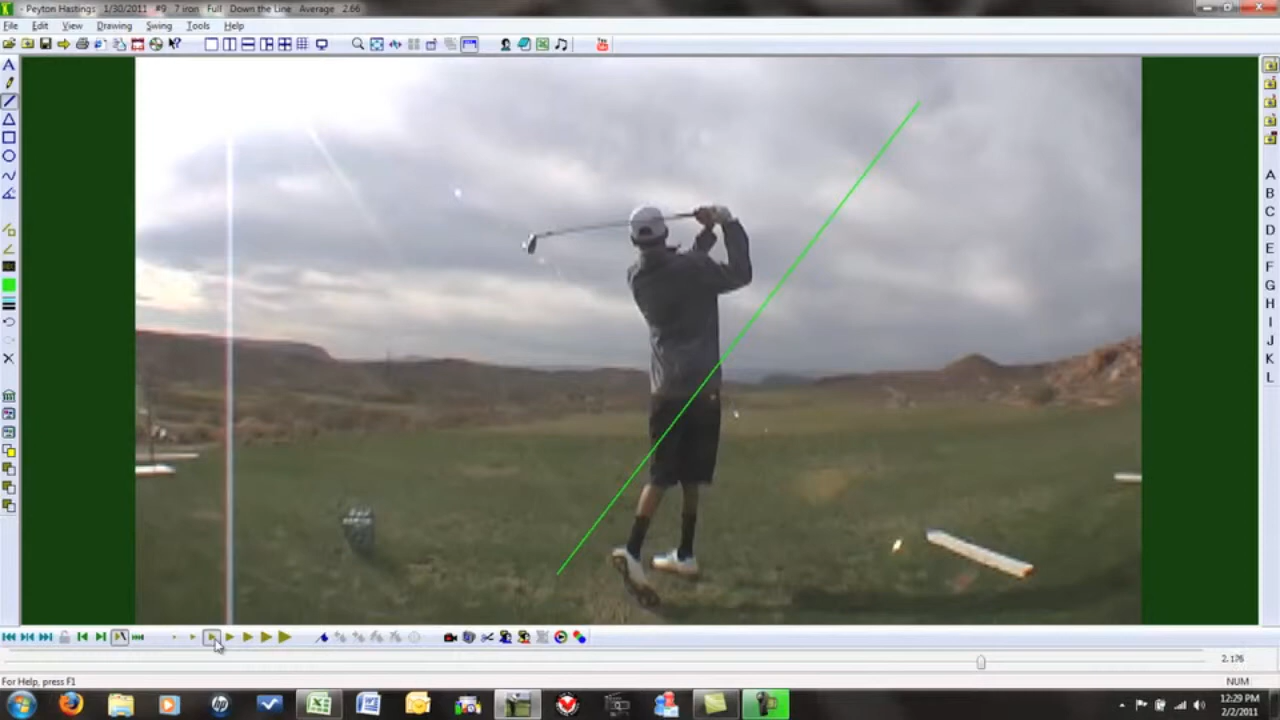 - Peyton Hastings 1/30/2011 #9 7 iron Full Down the Line Average 2.66
File Edit View Drawing Swing Tools Help
A
A
B
C
D
E
F
G
H
I
J
K
L
2.176
For Help, press F1
NUM
hp
12:29 PM
2/2/2011